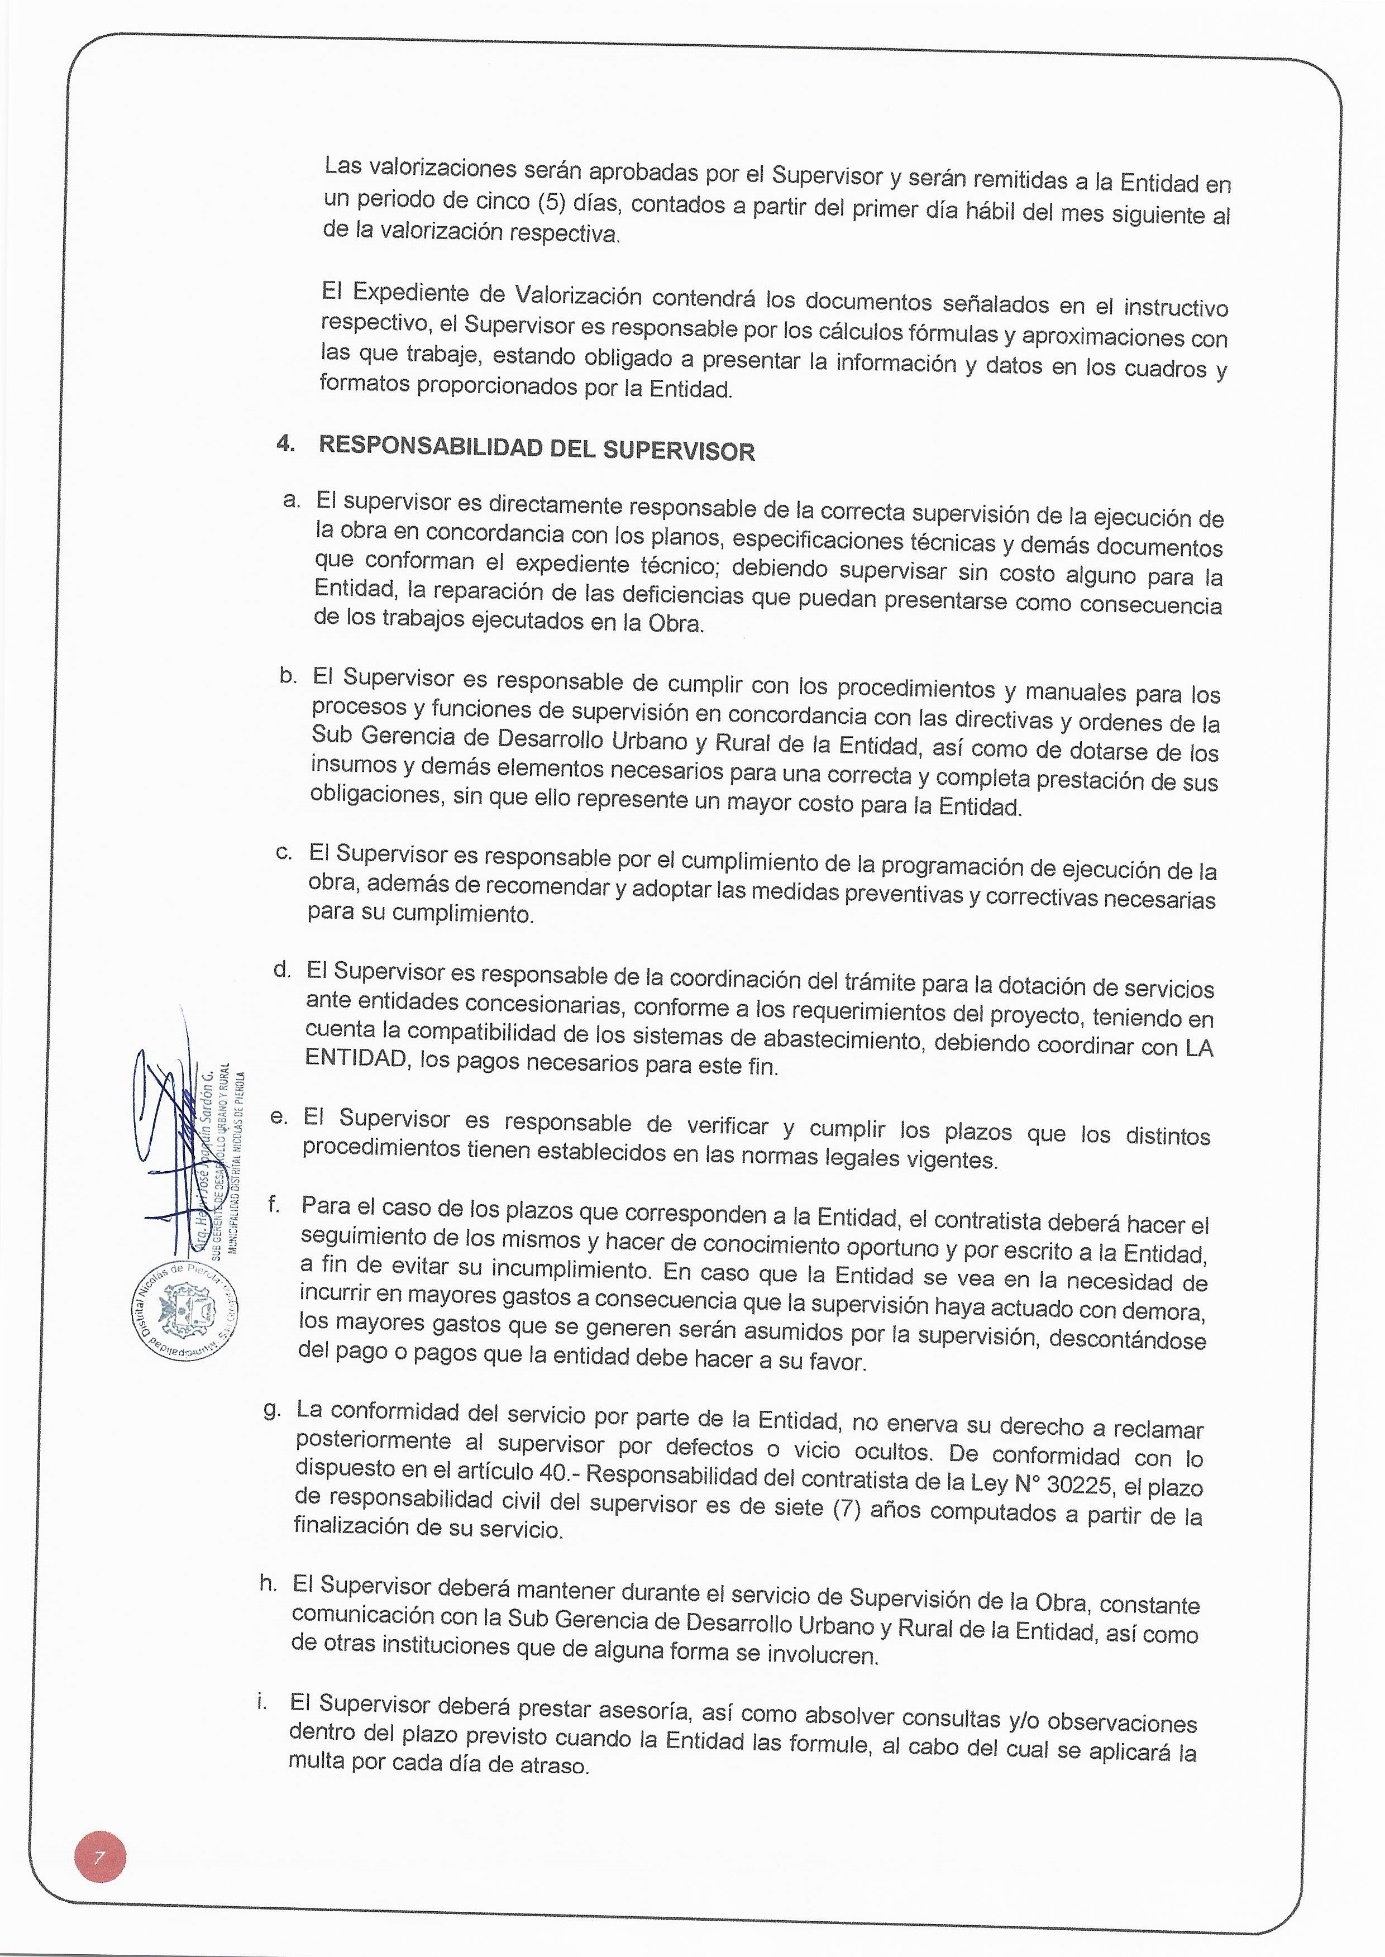 Las valorizaciones serán aprobadas por el Supervisor y serán remitidas a la Entidad en
un periodo de cinco (5) días, contados a partir del primer día hábil del mes siguiente al
de la valorización respectiva.
El Expediente de Valorización contendrá los documentos señalados en el instructivo
respectivo, el Supervisor es responsable por los cálculos fórmulas y aproximaciones con
las que trabaje, estando obligado a presentar la información y datos en los cuadros y
formatos proporcionados por la Entidad.
4. RESPONSABILIDAD DEL SUPERVISOR
a. El supervisor es directamente responsable de la correcta supervisión de la ejecución de
la obra en concordancia con los planos, especificaciones técnicas y demás documentos
que conforman el expediente técnico; debiendo supervisar sin costo alguno para la
Entidad, la reparación de las deficiencias que puedan presentarse como consecuencia
de los trabajos ejecutados en la Obra.
b. El Supervisor es responsable de cumplir con los procedimientos y manuales para los
procesos y funciones de supervisión en concordancia con las directivas y ordenes de la
Sub Gerencia de Desarrollo Urbano y Rural de la Entidad, así como de dotarse de los
insumos y demás elementos necesarios para una correcta y completa prestación de sus
obligaciones, sin que ello represente un mayor costo para la Entidad.
c. El Supervisor es responsable por el cumplimiento de la programación de ejecución de la
obra, además de recomendar y adoptar las medidas preventivas y correctivas necesarias
para su cumplimiento.
d. El Supervisor es responsable de la coordinación del trámite para la dotación de servicios
ante entidades concesionarias, conforme a los requerimientos del proyecto, teniendo en
cuenta la compatibilidad de los sistemas de abastecimiento, debiendo coordinar con LA
ENTIDAD, los pagos necesarios para este fin.
e. El Supervisor es responsable de verificar y cumplir los plazos que los distintos
procedimientos tienen establecidos en las normas legales vigentes.
f. Para el caso de los plazos que corresponden a la Entidad, el contratista deberá hacer el
seguimiento de los mismos y hacer de conocimiento oportuno y por escrito a la Entidad,
a fin de evitar su incumplimiento. En caso que la Entidad se vea en la necesidad de
incurrir en mayores gastos a consecuencia que la supervisión haya actuado con demora,
los mayores gastos que se generen serán asumidos por la supervisión, descontándose
del pago o pagos que la entidad debe hacer a su favor.
g. La conformidad del servicio por parte de la Entidad, no enerva su derecho a reclamar
posteriormente al supervisor por defectos o vicio ocultos. De conformidad con lo
dispuesto en el artículo 40.- Responsabilidad del contratista de la Ley N° 30225, el plazo
de responsabilidad civil del supervisor es de siete (7) años computados a partir de la
finalización de su servicio.
h. El Supervisor deberá mantener durante el servicio de Supervisión de la Obra, constante
comunicación con la Sub Gerencia de Desarrollo Urbano y Rural de la Entidad, así como
de otras instituciones que de alguna forma se involucren.
i. El Supervisor deberá prestar asesoría, así como absolver consultas y/o observaciones
dentro del plazo previsto cuando la Entidad las formule, al cabo del cual se aplicará la
multa por cada día de atraso.
José Joaquin Sardón G.
SUB GERENTE DE DESARROLLO URBANO Y RURAL
MUNICIPALIDAD DISTRITAL NICOLAS DE PIEROLA
Municipalidad Distrital Nicolas de Pierola
7